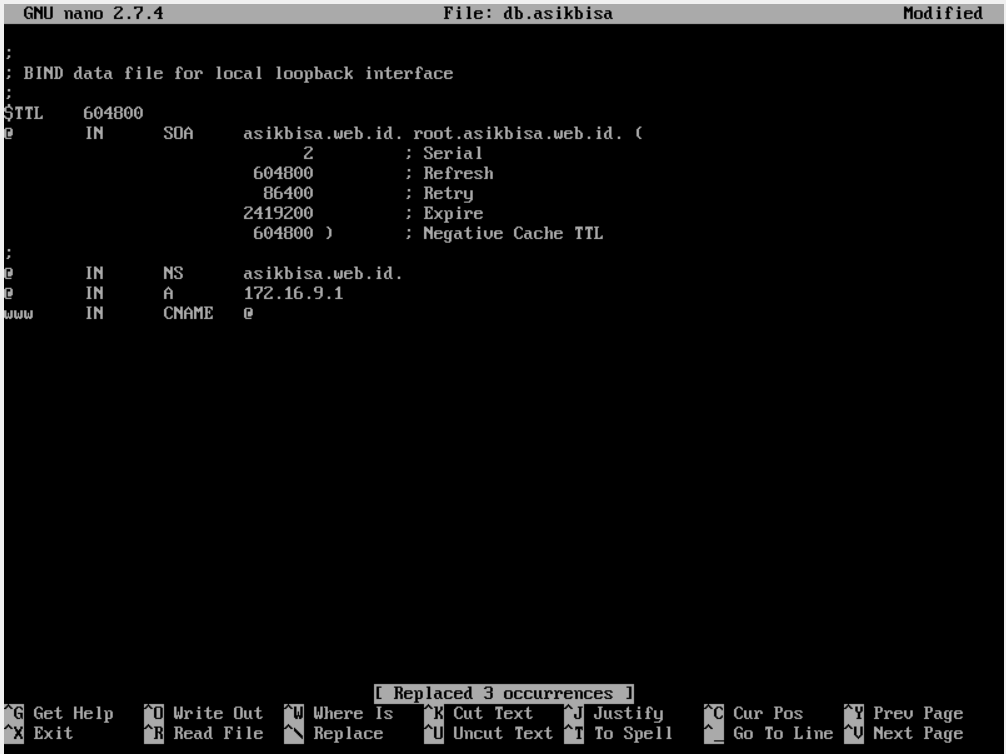 GNU nano 2.7.4 File: db.asikbisa Modified
;
; BIND data file for local loopback interface
;
$TTL 604800
@ IN SOA asikbisa.web.id. root.asikbisa.web.id. (
2 ; Serial
604800 ; Refresh
86400 ; Retry
2419200 ; Expire
604800 ) ; Negative Cache TTL
;
@ IN NS asikbisa.web.id.
@ IN A 172.16.9.1
www IN CNAME @
[ Replaced 3 occurrences ]
^G Get Help ^O Write Out ^W Where Is ^K Cut Text ^J Justify ^C Cur Pos ^Y Prev Page
^X Exit ^R Read File ^\ Replace ^U Uncut Text ^T To Spell ^_ Go To Line ^V Next Page